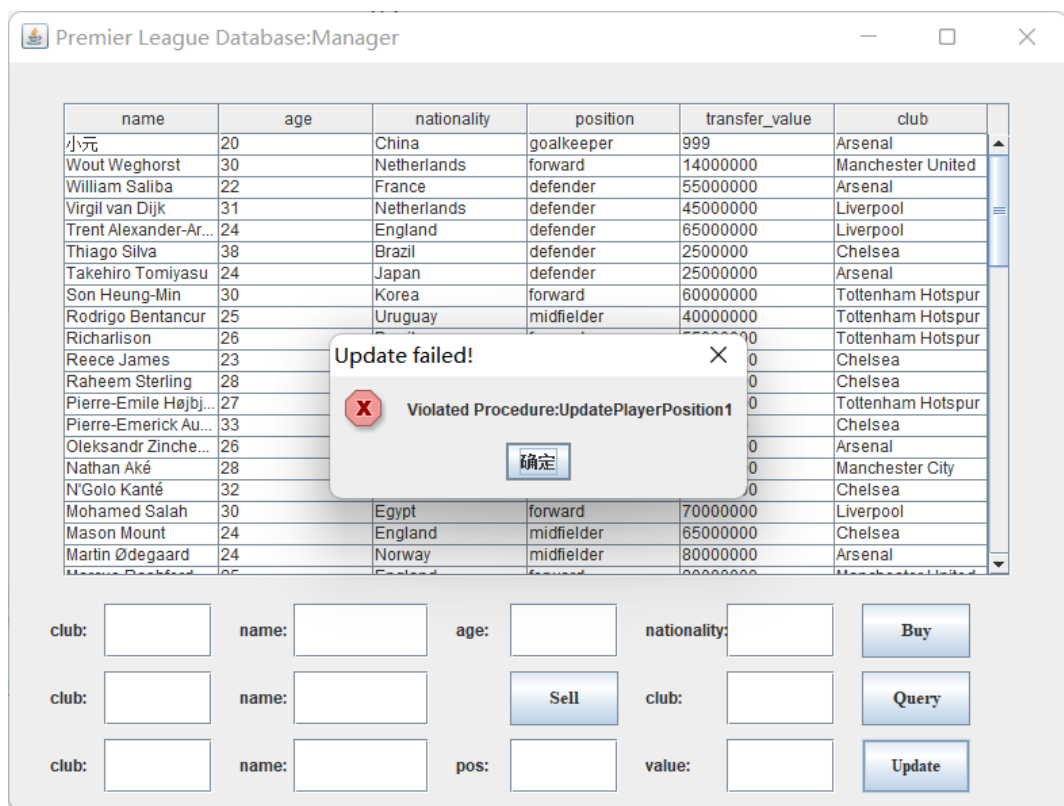 Premier League Database:Manager
name age nationality position transfer_value club
小元 20 China goalkeeper 999 Arsenal
Wout Weghorst 30 Netherlands forward 14000000 Manchester United
William Saliba 22 France defender 55000000 Arsenal
Virgil van Dijk 31 Netherlands defender 45000000 Liverpool
Trent Alexander-Ar... 24 England defender 65000000 Liverpool
Thiago Silva 38 Brazil defender 2500000 Chelsea
Takehiro Tomiyasu 24 Japan defender 25000000 Arsenal
Son Heung-Min 30 Korea forward 60000000 Tottenham Hotspur
Rodrigo Bentancur 25 Uruguay midfielder 40000000 Tottenham Hotspur
Richarlison 26 Tottenham Hotspur
Reece James 23 Chelsea
Raheem Sterling 28 Chelsea
Pierre-Emile Højbj... 27 Tottenham Hotspur
Pierre-Emerick Au... 33 Chelsea
Oleksandr Zinche... 26 Arsenal
Nathan Aké 28 Manchester City
N'Golo Kanté 32 Chelsea
Mohamed Salah 30 Egypt forward 70000000 Liverpool
Mason Mount 24 England midfielder 65000000 Chelsea
Martin Ødegaard 24 Norway midfielder 80000000 Arsenal
Update failed!
Violated Procedure:UpdatePlayerPosition1
确定
club: name: age: nationality: Buy
club: name: Sell club: Query
club: name: pos: value: Update